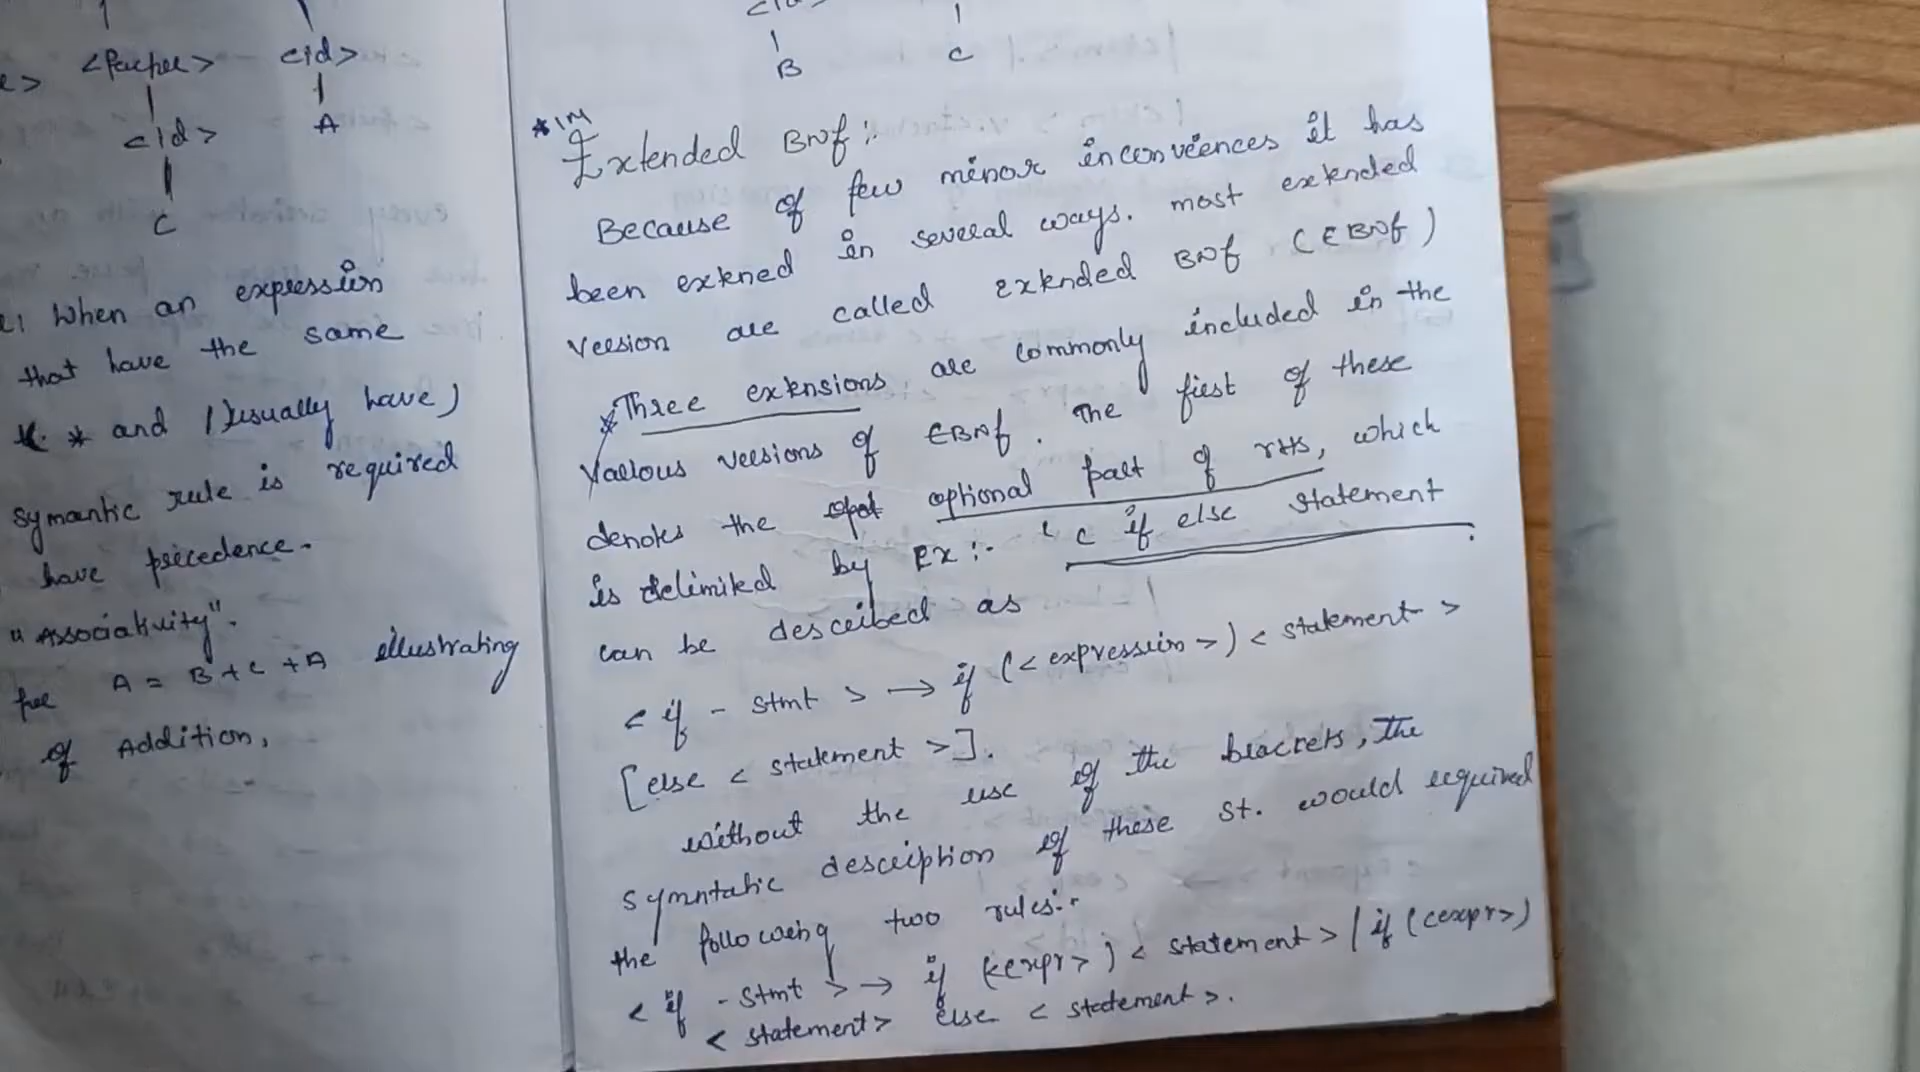 <Pachee> <id>
e>
<id> A
C
When an expression
that have the same
* and / (usually have)
symantic rule is required
have precedence.
"Associativity".
A = B + C + A illustrating
of Addition,
B C
*IM
Extended BNf :-
Because of few minor inconveences it has
been extened in several ways. most extended
version are called extended BNf (EBNf)
*Three extensions are commonly included in the
various versions of EBNf. The first of these
denotes the opt optional part of rHS, which
is delimited by Ex :- 'c if else statement
can be described as
<if - stmt > → if (<expression>) <statement>
[else < statement >].
without the use of the brackets, the
symntatic description of these st. would required
the following two rules:-
<if - stmt > → if (<expr>) < statement > / if (<expr>)
< statement> else < statement >.